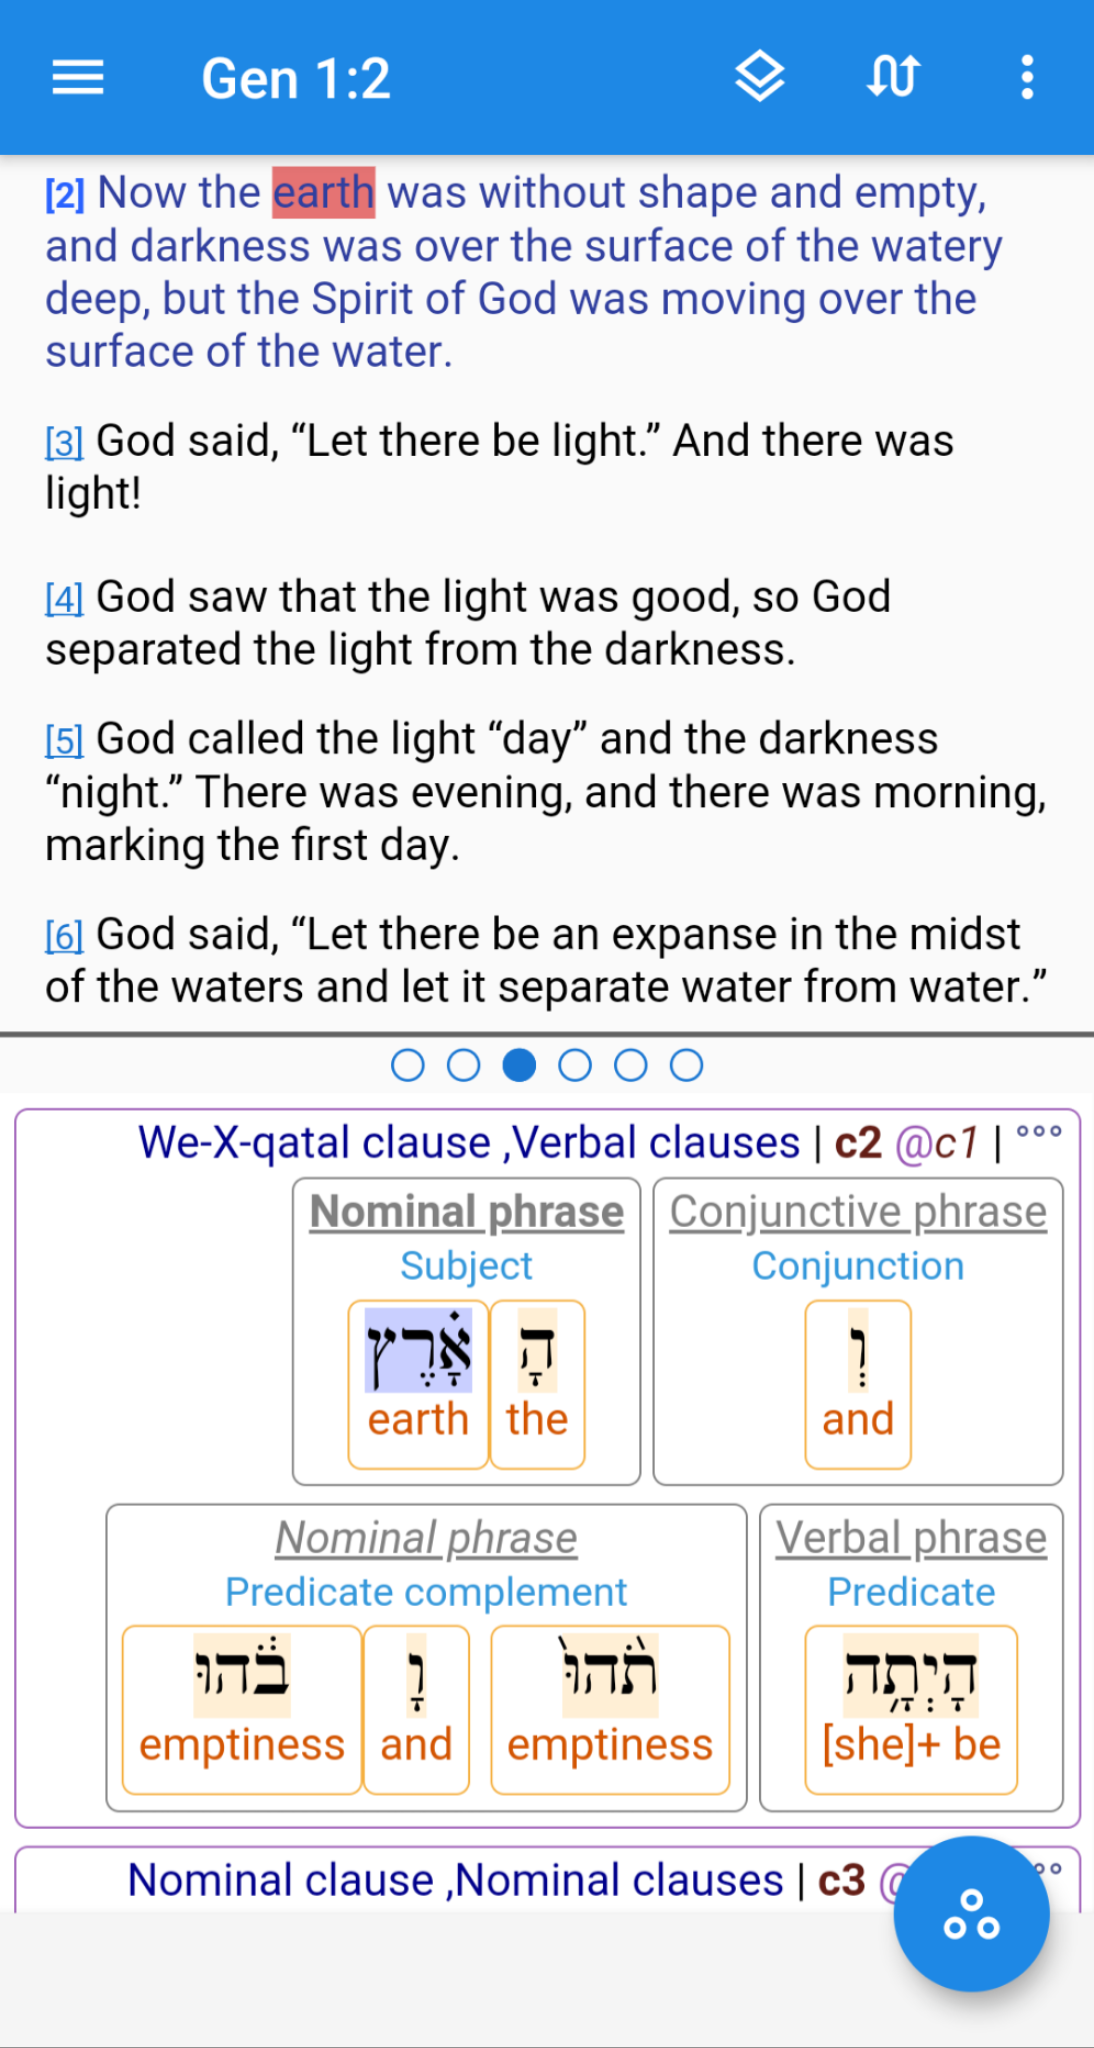 Gen 1:2
[2] Now the earth was without shape and empty,
and darkness was over the surface of the watery
deep, but the Spirit of God was moving over the
surface of the water.
[3] God said, “Let there be light.” And there was
light!
[4] God saw that the light was good, so God
separated the light from the darkness.
[5] God called the light “day” and the darkness
“night.” There was evening, and there was morning,
marking the first day.
[6] God said, “Let there be an expanse in the midst
of the waters and let it separate water from water.”
We-X-qatal clause ,Verbal clauses | c2 @c1 | °°°
Conjunctive phrase
Conjunction
וְ
and
Nominal phrase
Subject
הָ אָ֗רֶץ
the earth
Verbal phrase
Predicate
הָיְתָ֥ה
[she]+ be
Nominal phrase
Predicate complement
תֹ֙הוּ֙ וָ בֹ֔הוּ
emptiness and emptiness
Nominal clause ,Nominal clauses | c3